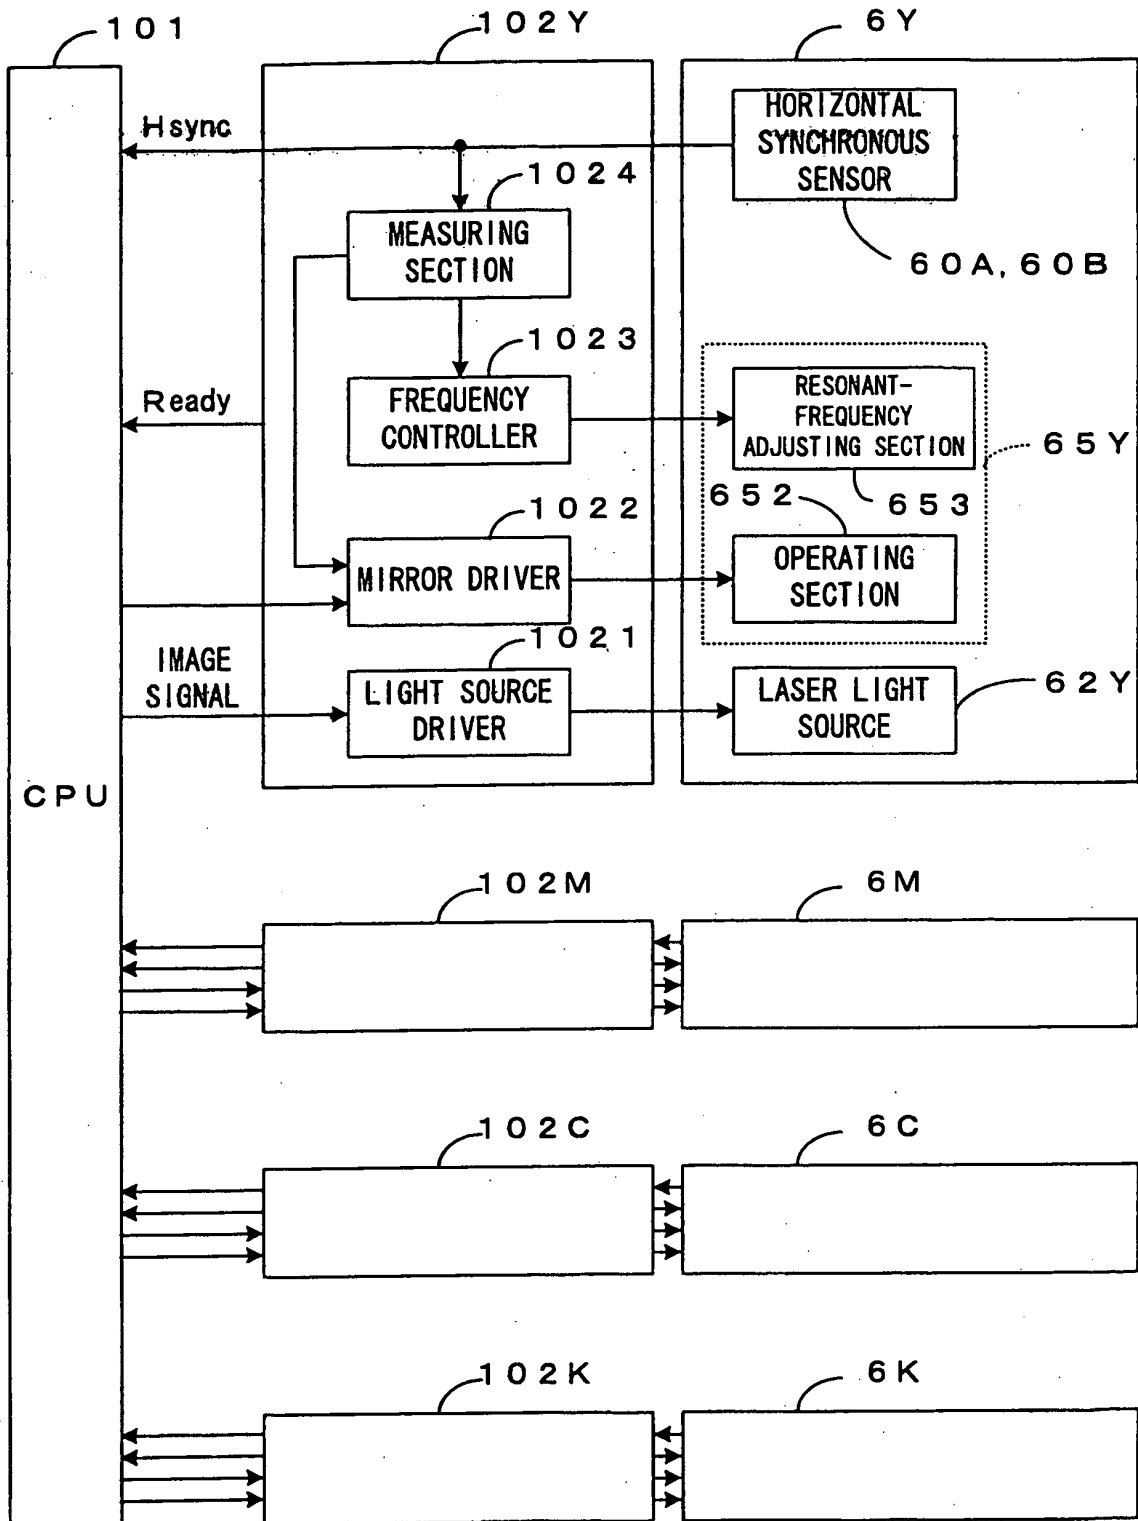 101
102Y
6Y
Hsync
HORIZONTAL
SYNCHRONOUS
SENSOR
1024
MEASURING
SECTION
60A, 60B
1023
Ready
FREQUENCY
CONTROLLER
RESONANT-
FREQUENCY
ADJUSTING SECTION
65Y
652
653
1022
MIRROR DRIVER
OPERATING
SECTION
1021
IMAGE
SIGNAL
LIGHT SOURCE
DRIVER
LASER LIGHT
SOURCE
62Y
CPU
102M
6M
102C
6C
102K
6K